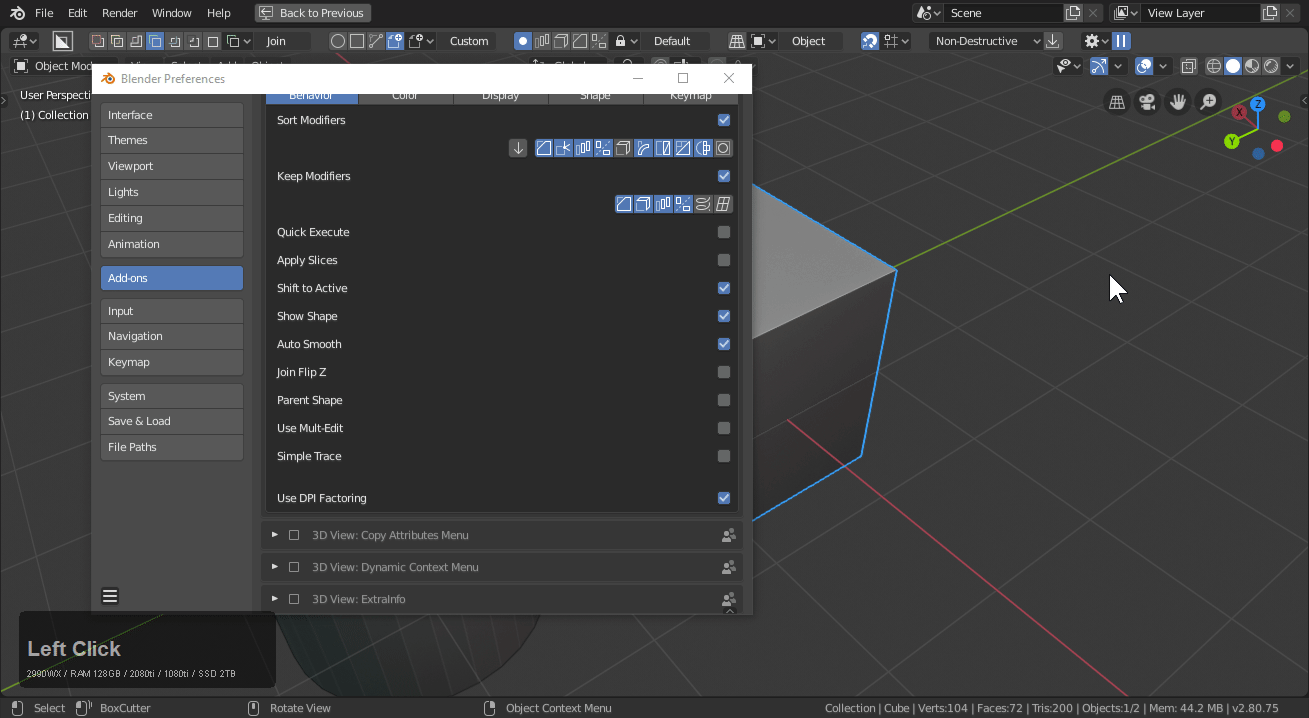 File Edit Render Window Help Back to Previous Scene View Layer
Join Custom Default Object Non-Destructive
Object Mod
Blender Preferences
User Perspecti
(1) Collection
Interface
Themes
Viewport
Lights
Editing
Animation
Add-ons
Input
Navigation
Keymap
System
Save & Load
File Paths
Behavior Color Display Shape Keymap
Sort Modifiers
Keep Modifiers
Quick Execute
Apply Slices
Shift to Active
Show Shape
Auto Smooth
Join Flip Z
Parent Shape
Use Mult-Edit
Simple Trace
Use DPI Factoring
3D View: Copy Attributes Menu
3D View: Dynamic Context Menu
3D View: ExtraInfo
Z
X
Y
Left Click
2990WX / RAM 128GB / 2080ti / 1080ti / SSD 2TB
Select BoxCutter Rotate View Object Context Menu Collection | Cube | Verts:104 | Faces:72 | Tris:200 | Objects:1/2 | Mem: 44.2 MB | v2.80.75